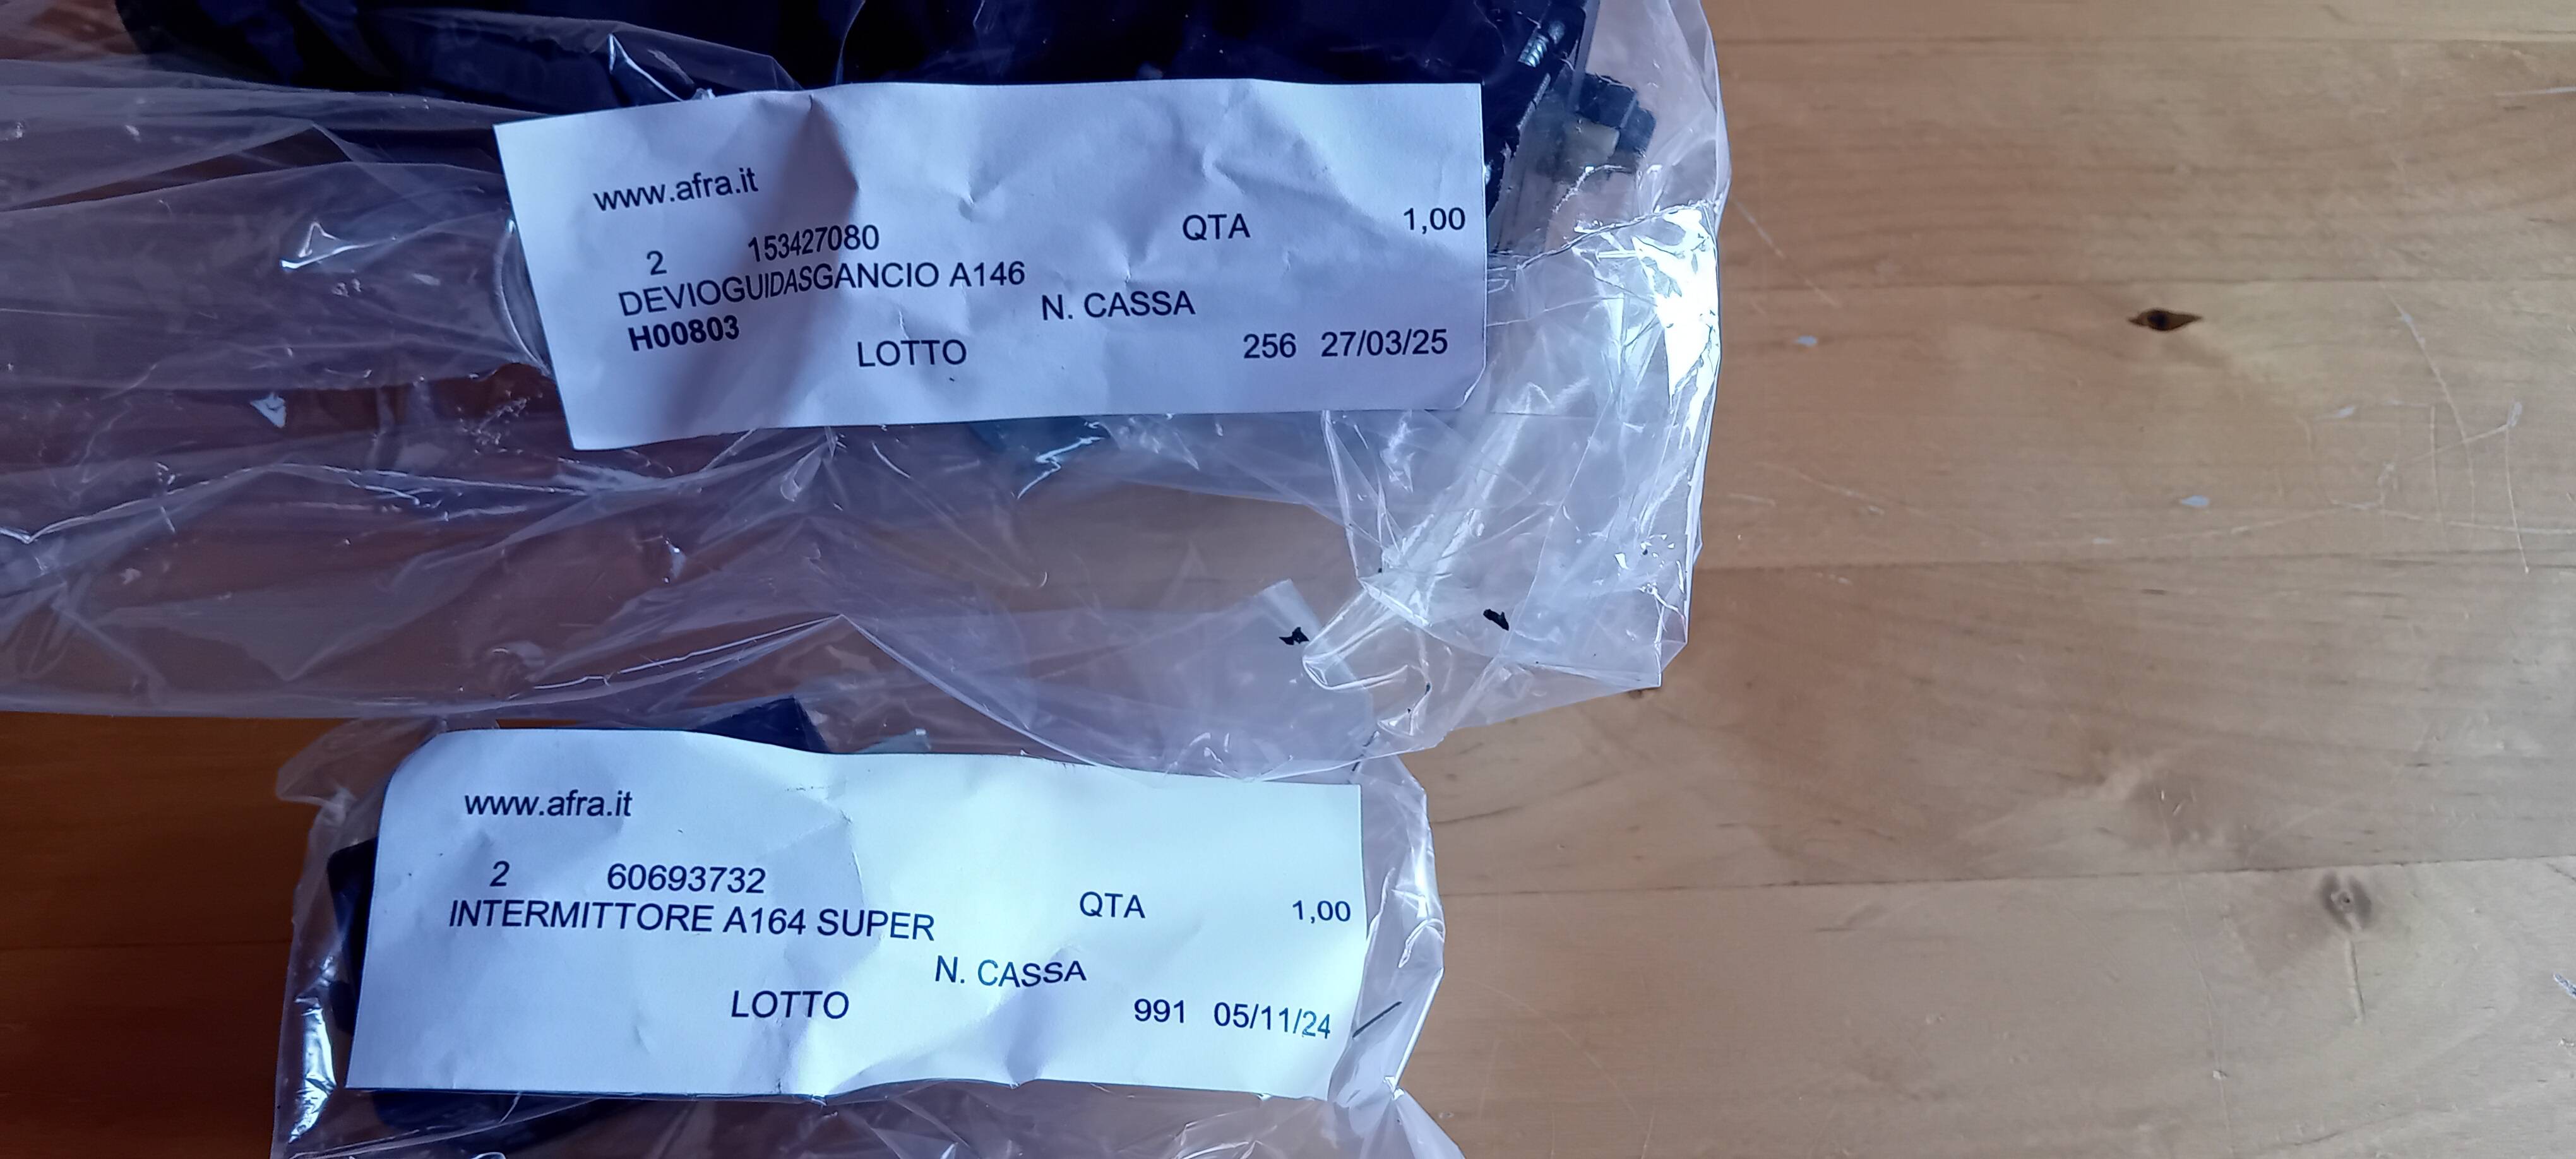 www.afra.it
2 153427080 QTA 1,00
DEVIOGUIDASGANCIO A146
H00803 N. CASSA
LOTTO 256 27/03/25
www.afra.it
2 60693732 QTA 1,00
INTERMITTORE A164 SUPER
N. CASSA
LOTTO 991 05/11/24